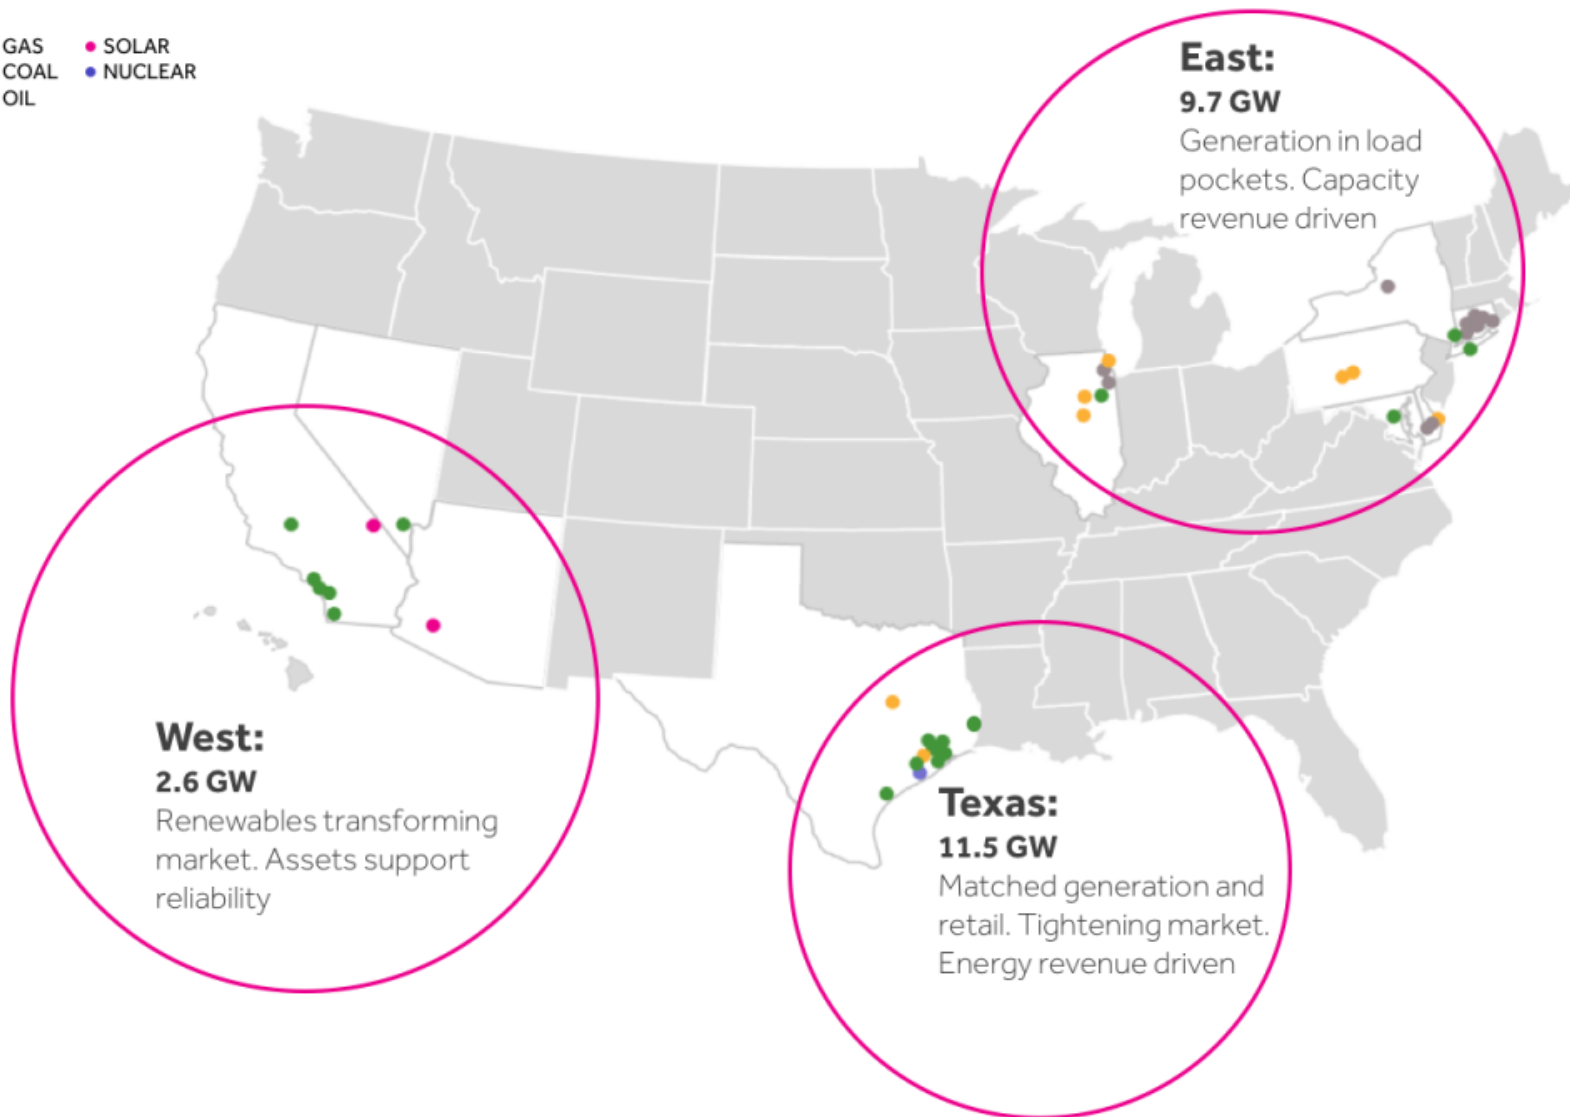 GAS SOLAR
COAL NUCLEAR
OIL
East:
9.7 GW
Generation in load
pockets. Capacity
revenue driven
West:
2.6 GW
Renewables transforming
market. Assets support
reliability
Texas:
11.5 GW
Matched generation and
retail. Tightening market.
Energy revenue driven